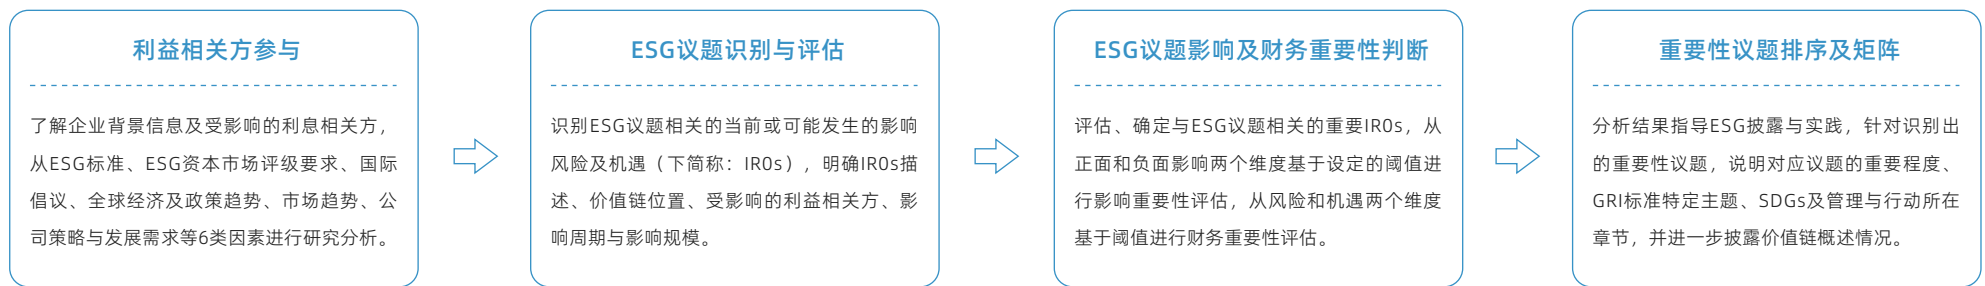 利益相关方参与
了解企业背景信息及受影响的利息相关方，
从ESG标准、ESG资本市场评级要求、国际
倡议、全球经济及政策趋势、市场趋势、公
司策略与发展需求等6类因素进行研究分析。
ESG议题识别与评估
识别ESG议题相关的当前或可能发生的影响
风险及机遇（下简称：IROs），明确IROs描
述、价值链位置、受影响的利益相关方、影
响周期与影响规模。
ESG议题影响及财务重要性判断
评估、确定与ESG议题相关的重要IROs，从
正面和负面影响两个维度基于设定的阈值进
行影响重要性评估，从风险和机遇两个维度
基于阈值进行财务重要性评估。
重要性议题排序及矩阵
分析结果指导ESG披露与实践，针对识别出
的重要性议题，说明对应议题的重要程度、
GRI标准特定主题、SDGs及管理与行动所在
章节，并进一步披露价值链概述情况。